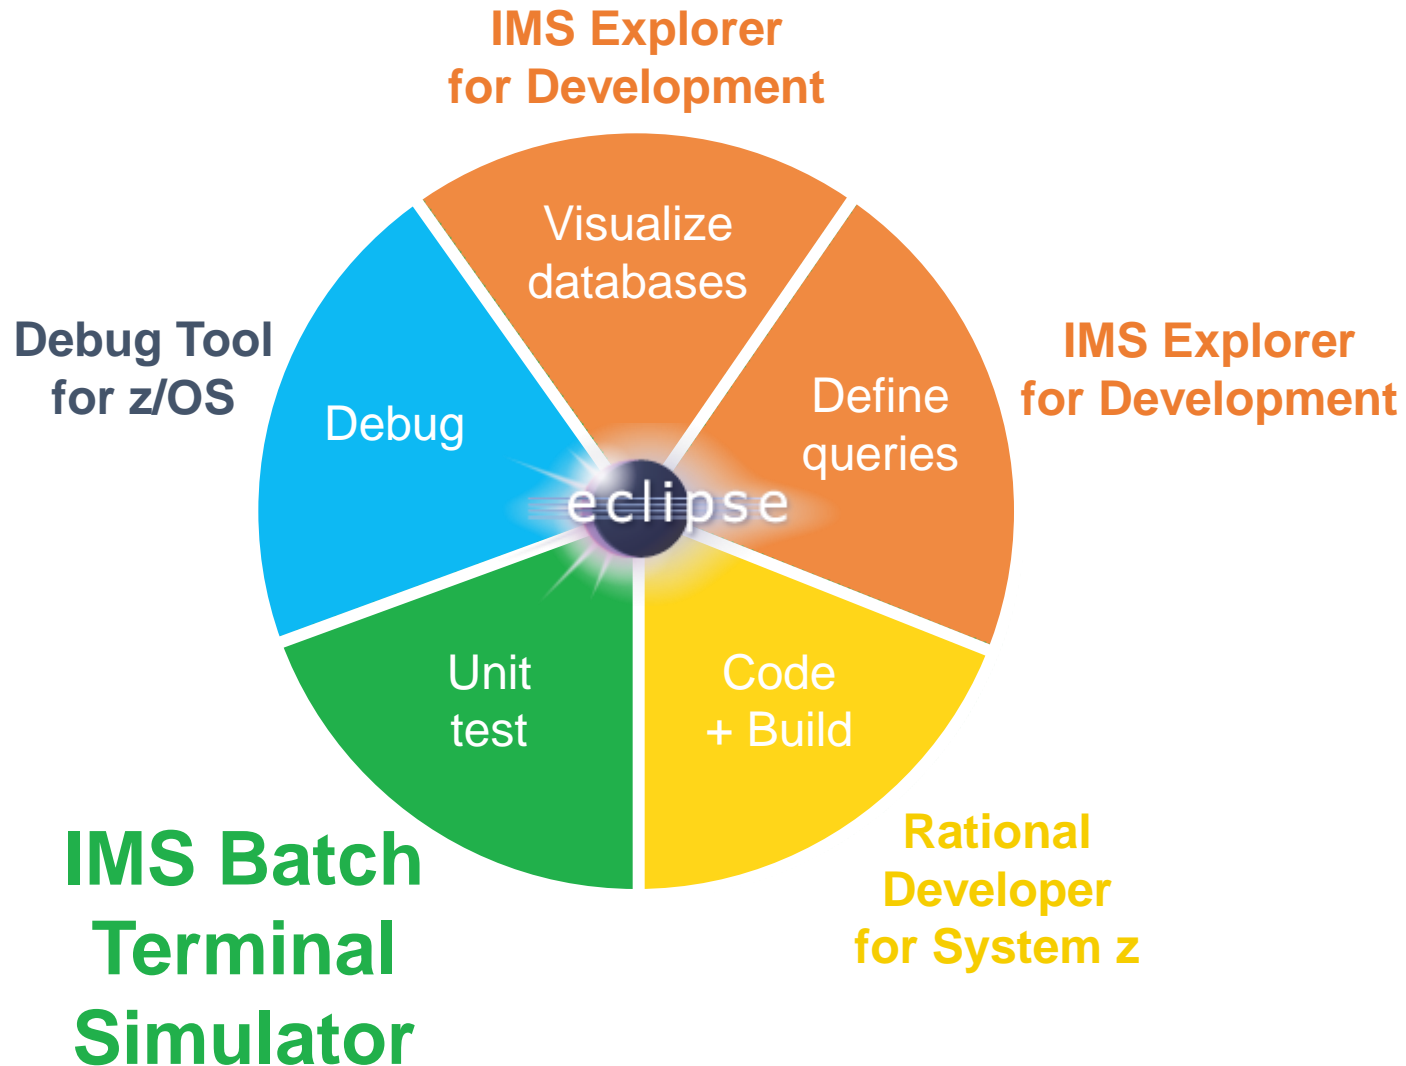 IMS Explorer
for Development
Visualize
databases
Debug Tool
for z/OS
Debug
IMS Explorer
for Development
Define
queries
eclipse
Unit
test
Code
+ Build
IMS Batch
Terminal
Simulator
Rational
Developer
for System z